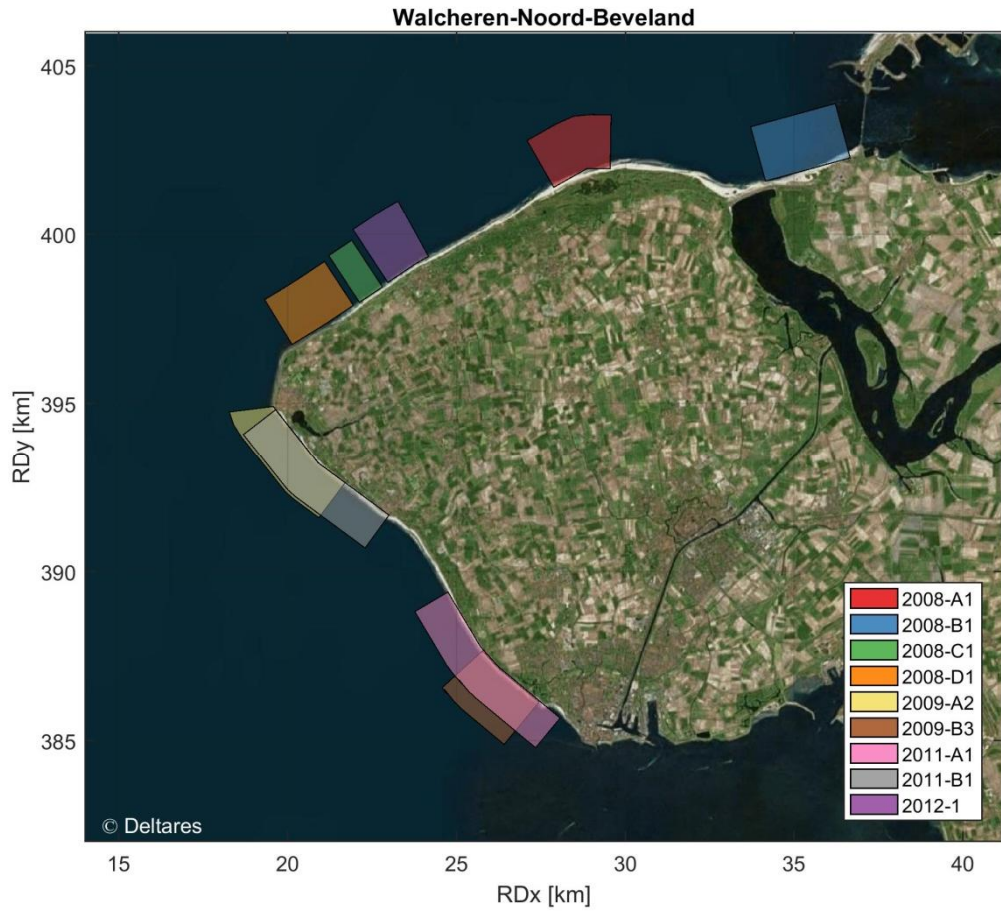 Walcheren-Noord-Beveland
405
400
395
390
385
RDy [km]
2008-A1
2008-B1
2008-C1
2008-D1
2009-A2
2009-B3
2011-A1
2011-B1
2012-1
© Deltares
15 20 25 30 35 40
RDx [km]